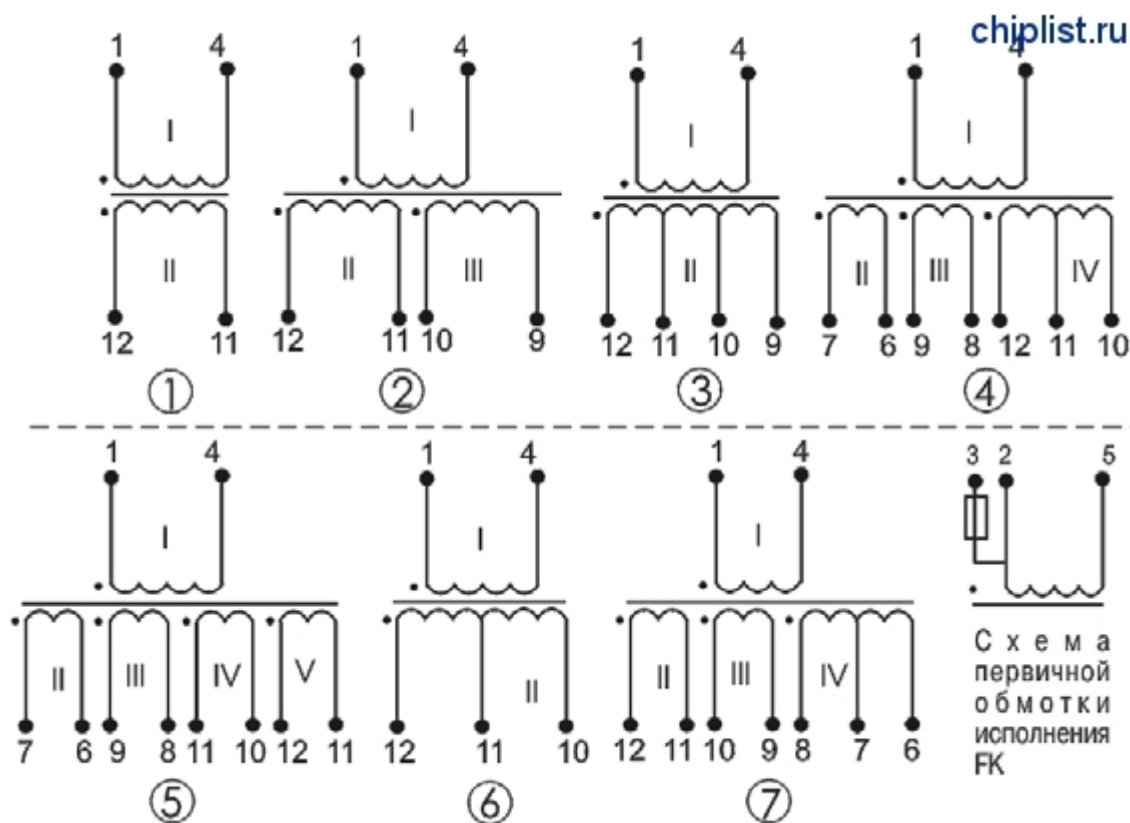 chiplist.ru
1 4 1 4 1 4 1 4
I I I I
II II III II II III IV
12 11 12 11 10 9 12 11 10 9 7 6 9 8 12 11 10
1 2 3 4
1 4 1 4 1 4 3 2 5
I I I
II III IV V II II III IV
7 6 9 8 11 10 12 11 12 11 10 12 11 10 9 8 7 6
5 6 7
Схема
первичной
обмотки
исполнения
FK